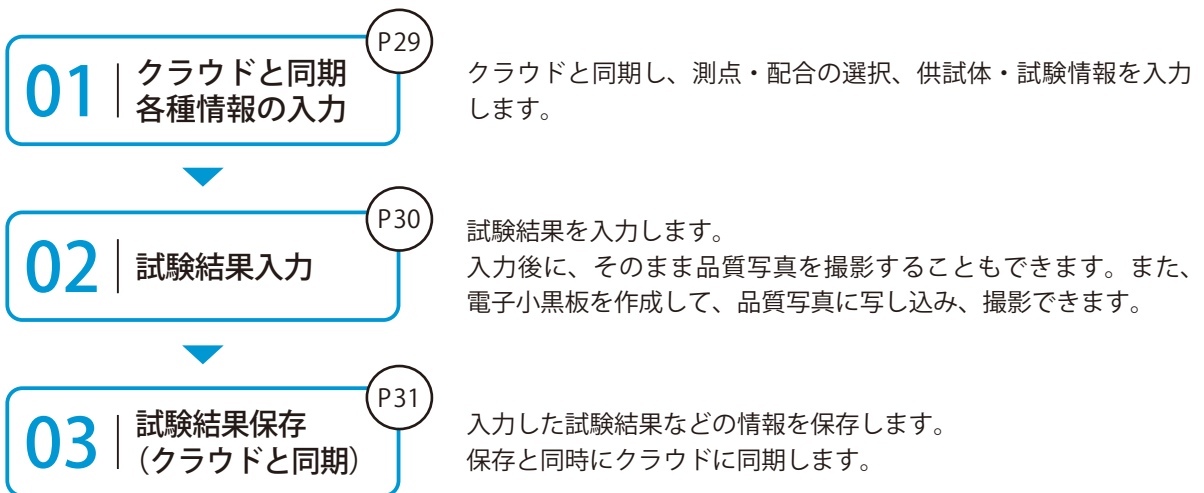 P29
01 クラウドと同期
各種情報の入力
クラウドと同期し、測点・配合の選択、供試体・試験情報を入力
します。
P30
02 試験結果入力
試験結果を入力します。
入力後に、そのまま品質写真を撮影することもできます。また、
電子小黒板を作成して、品質写真に写し込み、撮影できます。
P31
03 試験結果保存
（クラウドと同期）
入力した試験結果などの情報を保存します。
保存と同時にクラウドに同期します。